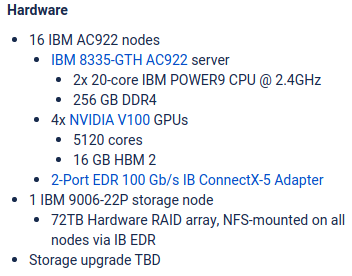 Hardware
16 IBM AC922 nodes
IBM 8335-GTH AC922 server
2x 20-core IBM POWER9 CPU @ 2.4GHz
256 GB DDR4
4x NVIDIA V100 GPUs
5120 cores
16 GB HBM 2
2-Port EDR 100 Gb/s IB ConnectX-5 Adapter
1 IBM 9006-22P storage node
72TB Hardware RAID array, NFS-mounted on all
nodes via IB EDR
Storage upgrade TBD